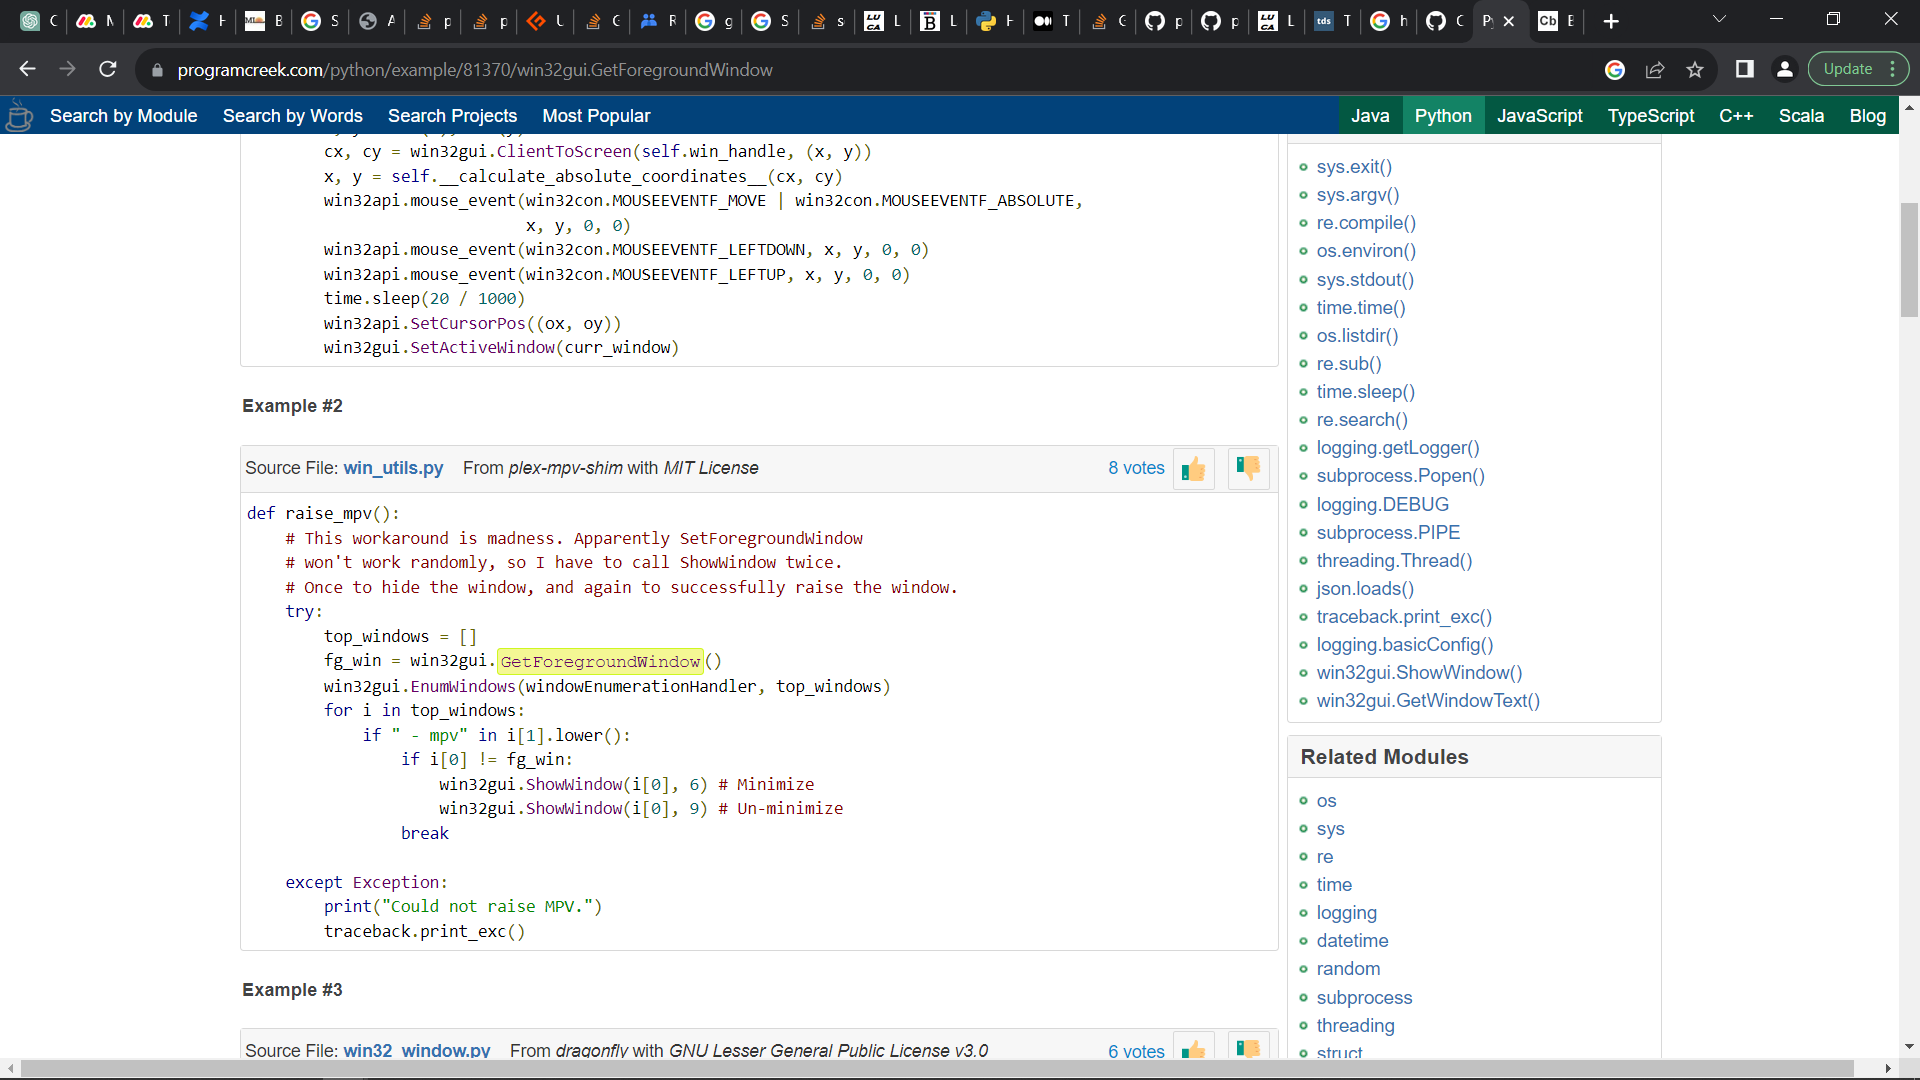 programcreek.com/python/example/81370/win32gui.GetForegroundWindow
Update
Search by Module Search by Words Search Projects Most Popular Java Python JavaScript TypeScript C++ Scala Blog
cx, cy = win32gui.ClientToScreen(self.win_handle, (x, y))
x, y = self.__calculate_absolute_coordinates__(cx, cy)
win32api.mouse_event(win32con.MOUSEEVENTF_MOVE | win32con.MOUSEEVENTF_ABSOLUTE,
x, y, 0, 0)
win32api.mouse_event(win32con.MOUSEEVENTF_LEFTDOWN, x, y, 0, 0)
win32api.mouse_event(win32con.MOUSEEVENTF_LEFTUP, x, y, 0, 0)
time.sleep(20 / 1000)
win32api.SetCursorPos((ox, oy))
win32gui.SetActiveWindow(curr_window)
Example #2
Source File: win_utils.py From plex-mpv-shim with MIT License 8 votes
def raise_mpv():
# This workaround is madness. Apparently SetForegroundWindow
# won't work randomly, so I have to call ShowWindow twice.
# Once to hide the window, and again to successfully raise the window.
try:
top_windows = []
fg_win = win32gui.GetForegroundWindow()
win32gui.EnumWindows(windowEnumerationHandler, top_windows)
for i in top_windows:
if " - mpv" in i[1].lower():
if i[0] != fg_win:
win32gui.ShowWindow(i[0], 6) # Minimize
win32gui.ShowWindow(i[0], 9) # Un-minimize
break
except Exception:
print("Could not raise MPV.")
traceback.print_exc()
Example #3
Source File: win32_window.py From dragonfly with GNU Lesser General Public License v3.0 6 votes
sys.exit()
sys.argv()
re.compile()
os.environ()
sys.stdout()
time.time()
os.listdir()
re.sub()
time.sleep()
re.search()
logging.getLogger()
subprocess.Popen()
logging.DEBUG
subprocess.PIPE
threading.Thread()
json.loads()
traceback.print_exc()
logging.basicConfig()
win32gui.ShowWindow()
win32gui.GetWindowText()
Related Modules
os
sys
re
time
logging
datetime
random
subprocess
threading
struct